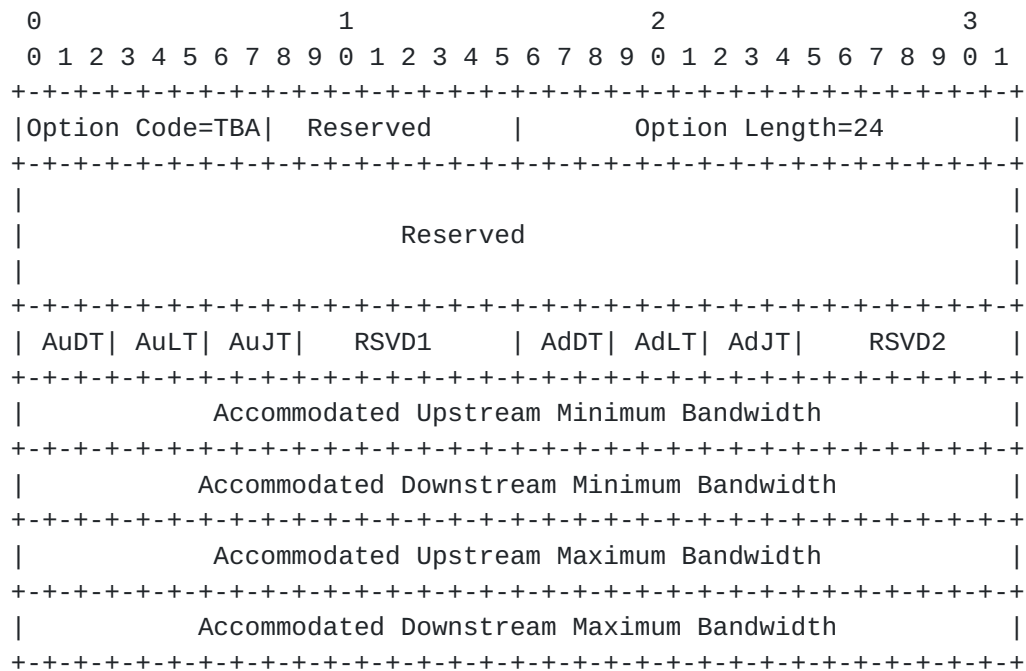 0                   1                   2                   3
 0 1 2 3 4 5 6 7 8 9 0 1 2 3 4 5 6 7 8 9 0 1 2 3 4 5 6 7 8 9 0 1
+-+-+-+-+-+-+-+-+-+-+-+-+-+-+-+-+-+-+-+-+-+-+-+-+-+-+-+-+-+-+-+-+
|Option Code=TBA|  Reserved     |       Option Length=24        |
+-+-+-+-+-+-+-+-+-+-+-+-+-+-+-+-+-+-+-+-+-+-+-+-+-+-+-+-+-+-+-+-+
|                                                               |
|                        Reserved                               |
|                                                               |
+-+-+-+-+-+-+-+-+-+-+-+-+-+-+-+-+-+-+-+-+-+-+-+-+-+-+-+-+-+-+-+-+
| AuDT| AuLT| AuJT|   RSVD1     | AdDT| AdLT| AdJT|    RSVD2    |
+-+-+-+-+-+-+-+-+-+-+-+-+-+-+-+-+-+-+-+-+-+-+-+-+-+-+-+-+-+-+-+-+
|            Accommodated Upstream Minimum Bandwidth            |
+-+-+-+-+-+-+-+-+-+-+-+-+-+-+-+-+-+-+-+-+-+-+-+-+-+-+-+-+-+-+-+-+
|           Accommodated Downstream Minimum Bandwidth           |
+-+-+-+-+-+-+-+-+-+-+-+-+-+-+-+-+-+-+-+-+-+-+-+-+-+-+-+-+-+-+-+-+
|            Accommodated Upstream Maximum Bandwidth            |
+-+-+-+-+-+-+-+-+-+-+-+-+-+-+-+-+-+-+-+-+-+-+-+-+-+-+-+-+-+-+-+-+
|           Accommodated Downstream Maximum Bandwidth           |
+-+-+-+-+-+-+-+-+-+-+-+-+-+-+-+-+-+-+-+-+-+-+-+-+-+-+-+-+-+-+-+-+